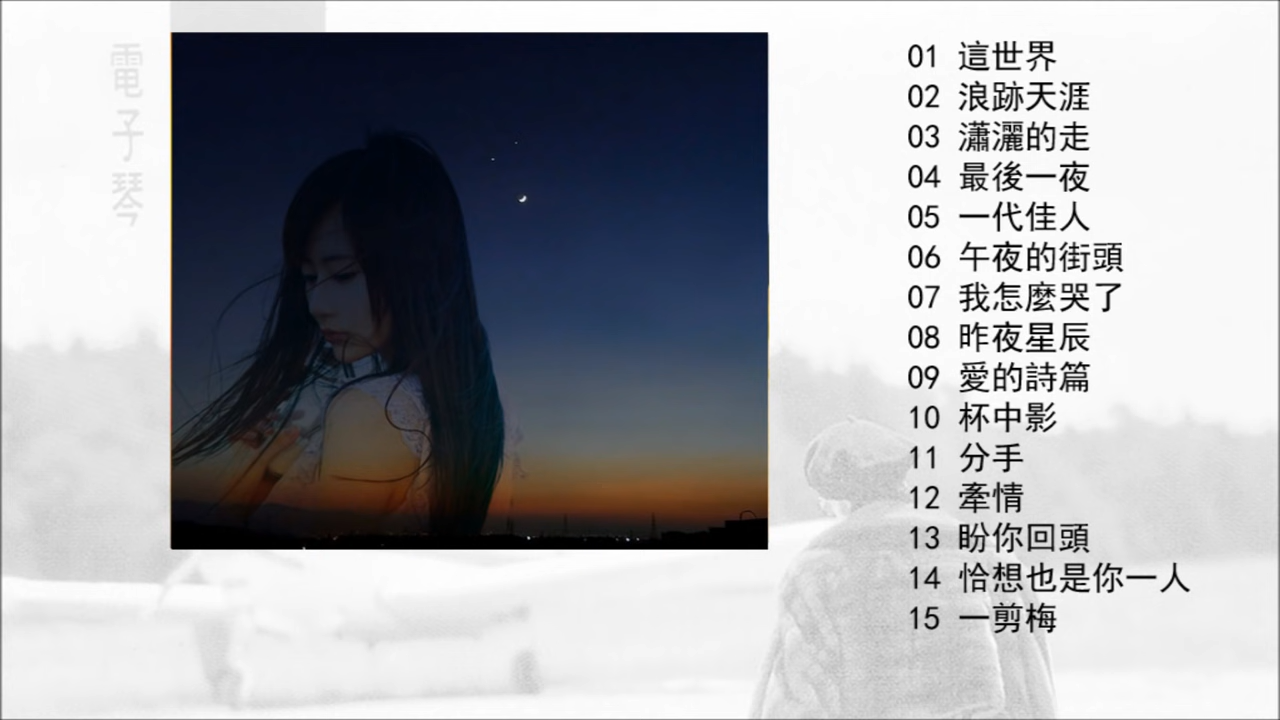 電子琴
01 這世界
02 浪跡天涯
03 瀟灑的走
04 最後一夜
05 一代佳人
06 午夜的街頭
07 我怎麼哭了
08 昨夜星辰
09 愛的詩篇
10 杯中影
11 分手
12 牽情
13 盼你回頭
14 恰想也是你一人
15 一剪梅